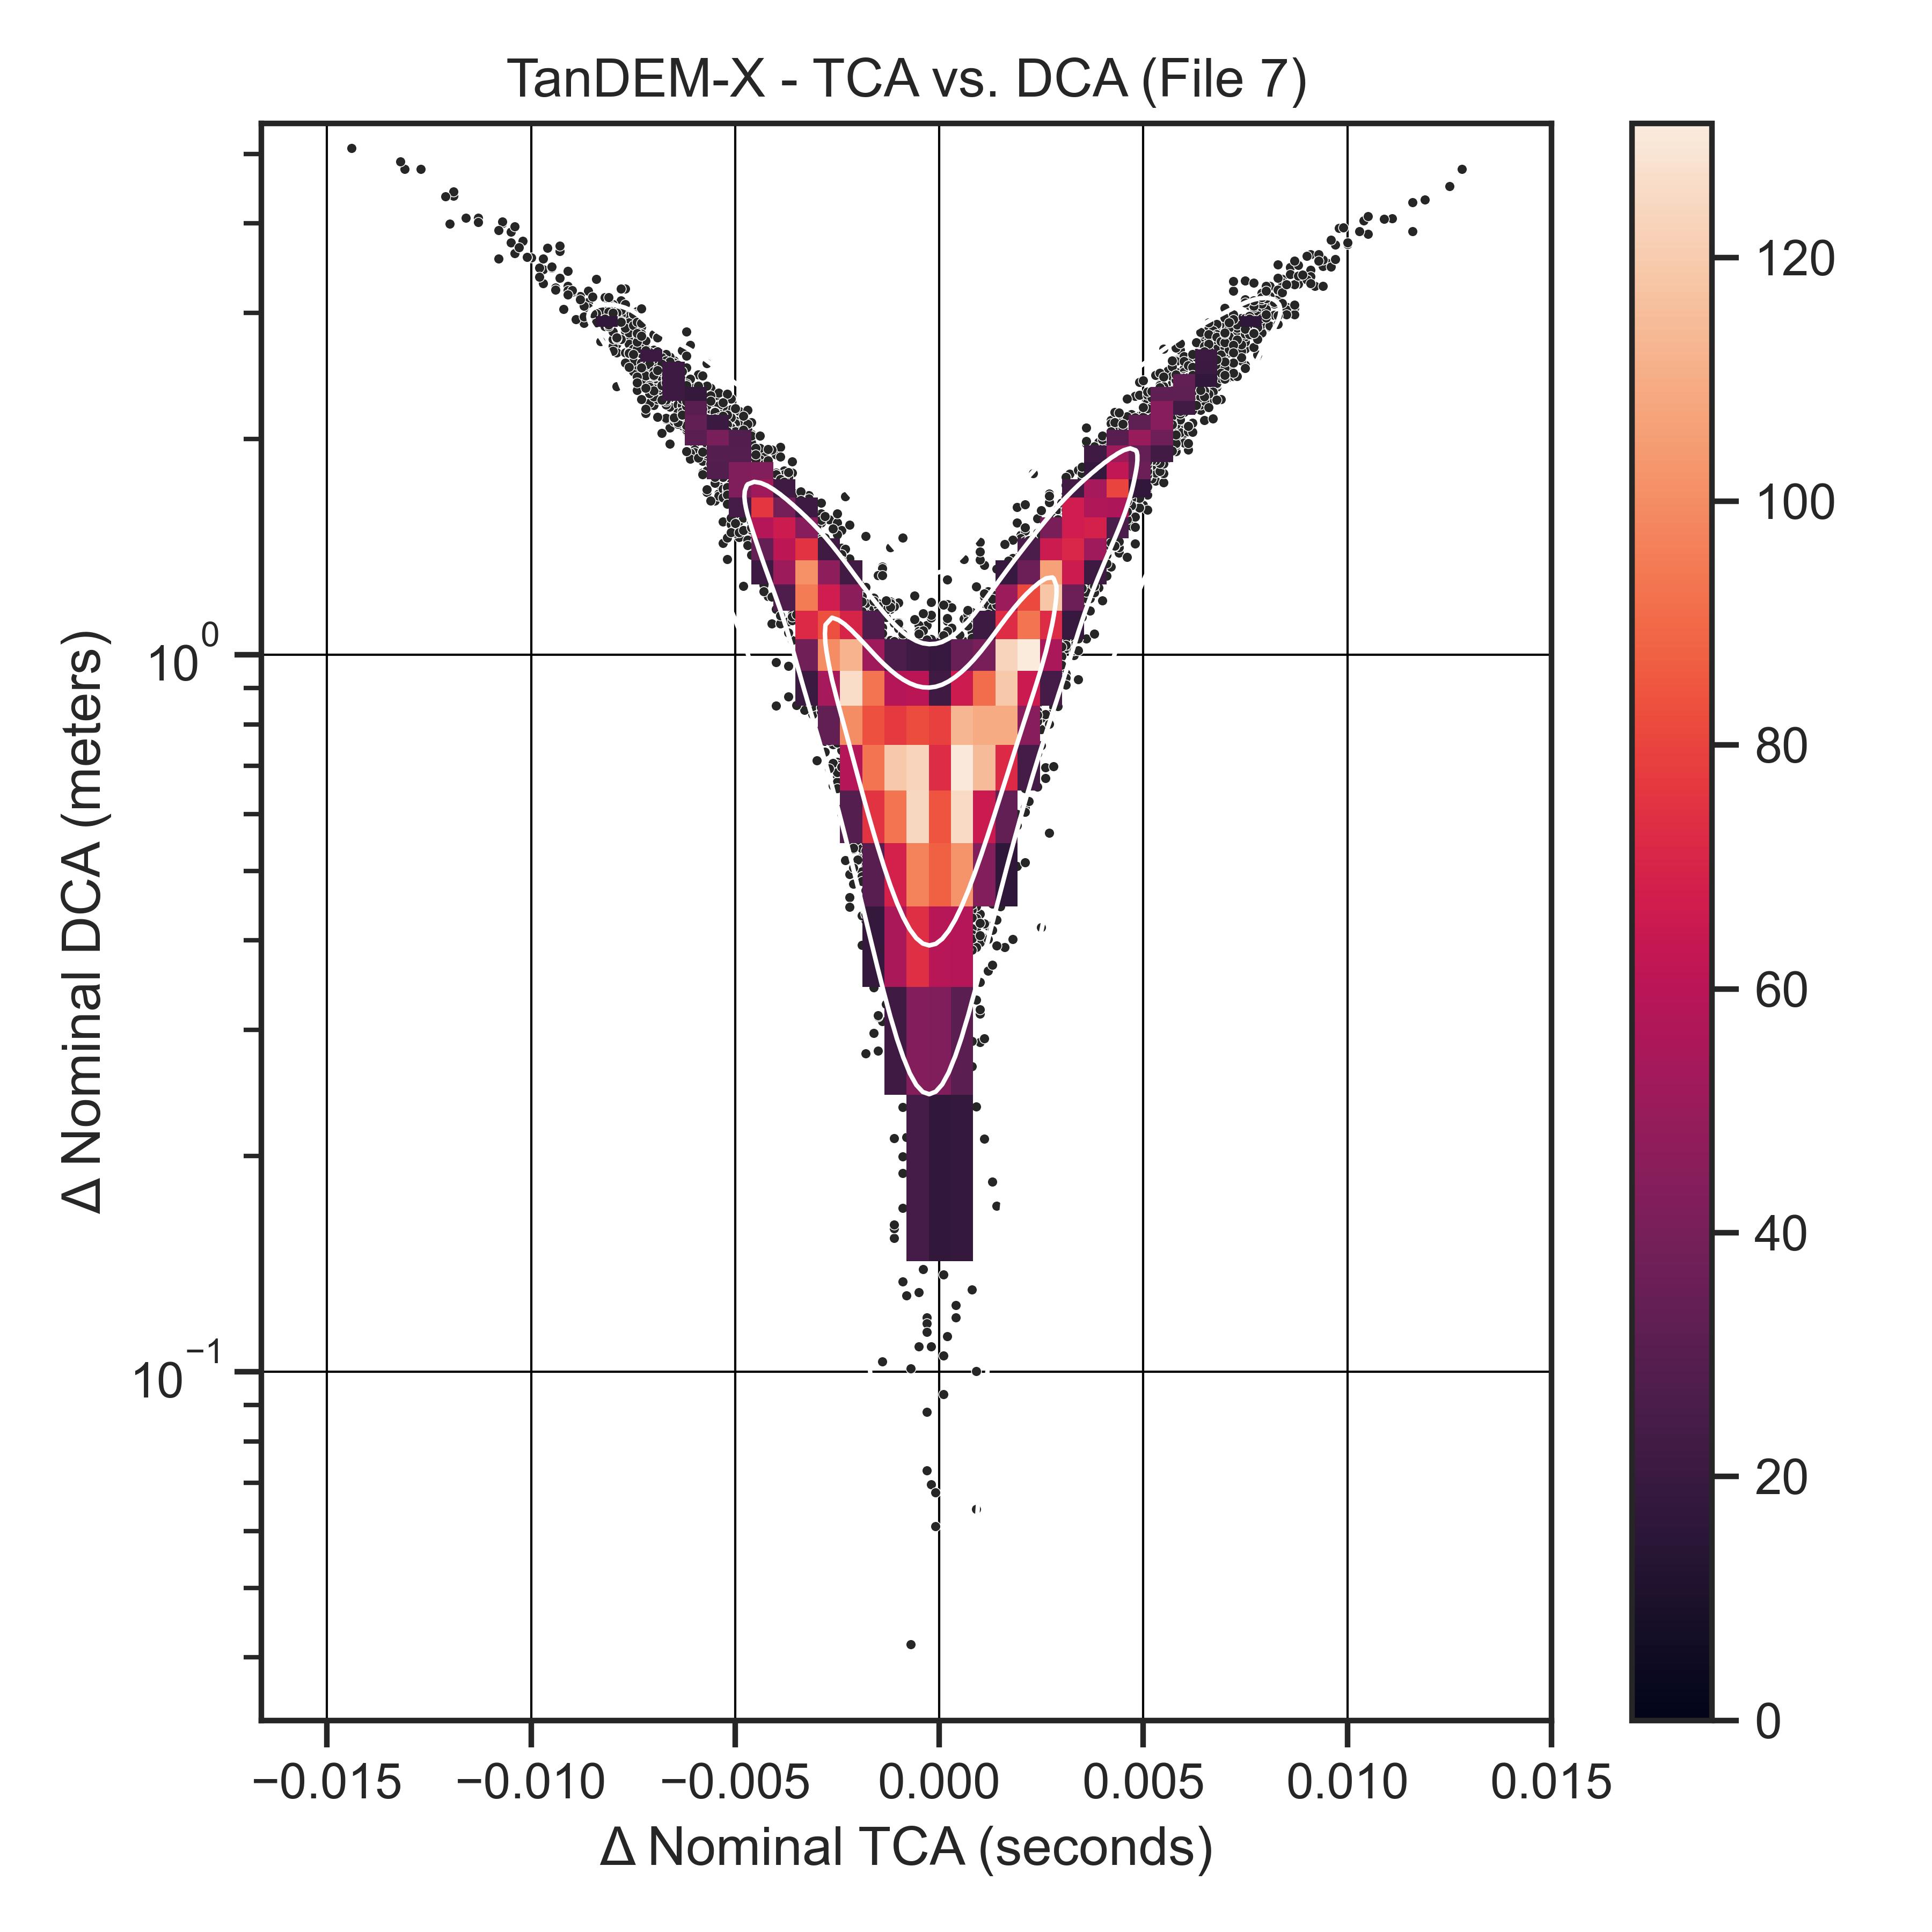 TanDEM-X - TCA vs. DCA (File 7)
Δ Nominal DCA (meters)
10⁰
10⁻¹
120
100
80
60
40
20
0
−0.015 −0.010 −0.005 0.000 0.005 0.010 0.015
Δ Nominal TCA (seconds)